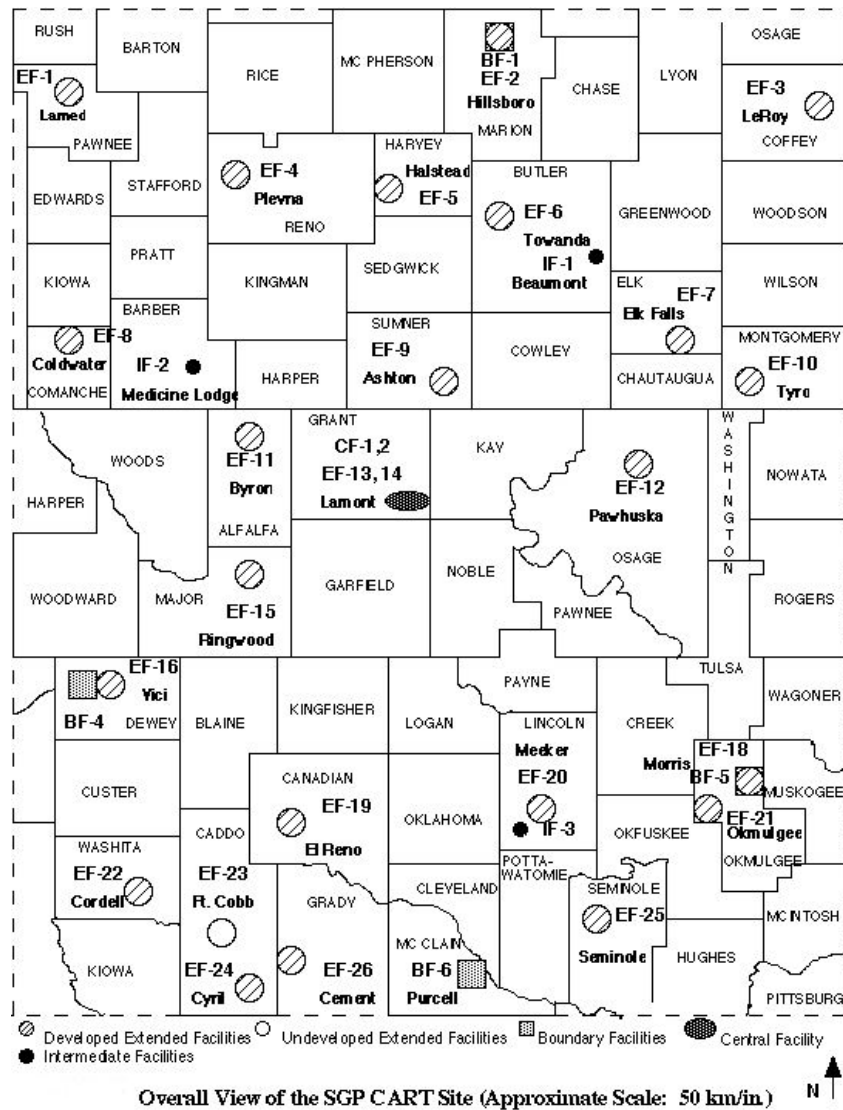 RUSH
BARTON
RICE
MC PHERSON
BF-1
EF-2
Hillsboro
MARION
CHASE
LYON
OSAGE
EF-1
Larned
PAWNEE
EF-3
LeRoy
COFFEY
EDWARDS
STAFFORD
EF-4
Plevna
RENO
HARVEY
Halstead
EF-5
BUTLER
EF-6
Towanda
IF-1
Beaumont
GREENWOOD
WOODSON
KIOWA
PRATT
KINGMAN
SEDGWICK
ELK
EF-7
Elk Falls
WILSON
BARBER
EF-8
Coldwater
COMANCHE
IF-2
Medicine Lodge
HARPER
SUMNER
EF-9
Ashton
COWLEY
CHAUTAUGUA
MONTGOMERY
EF-10
Tyro
HARPER
WOODS
EF-11
Byron
ALFALFA
GRANT
CF-1,2
EF-13, 14
Lamont
KAY
EF-12
Pawhuska
OSAGE
WASHINGTON
NOWATA
WOODWARD
MAJOR
EF-15
Ringwood
GARFIELD
NOBLE
PAWNEE
ROGERS
EF-16
Vici
BF-4
DEWEY
BLAINE
KINGFISHER
LOGAN
PAYNE
TULSA
WAGONER
CUSTER
CANADIAN
EF-19
El Reno
OKLAHOMA
LINCOLN
Meeker
EF-20
IF-3
CREEK
EF-18
Morris
BF-5
MUSKOGEE
EF-21
Okmulgee
OKMULGEE
OKFUSKEE
WASHITA
EF-22
Cordell
CADDO
EF-23
Ft. Cobb
GRADY
CLEVELAND
POTTA-
WATOMIE
SEMINOLE
EF-25
Seminole
MCINTOSH
KIOWA
EF-24
Cyril
EF-26
Cement
MC CLAIN
BF-6
Purcell
HUGHES
PITTSBURG
Developed Extended Facilities
Undeveloped Extended Facilities
Boundary Facilities
Central Facility
Intermediate Facilities
Overall View of the SGP CART Site (Approximate Scale: 50 km/in.)
N